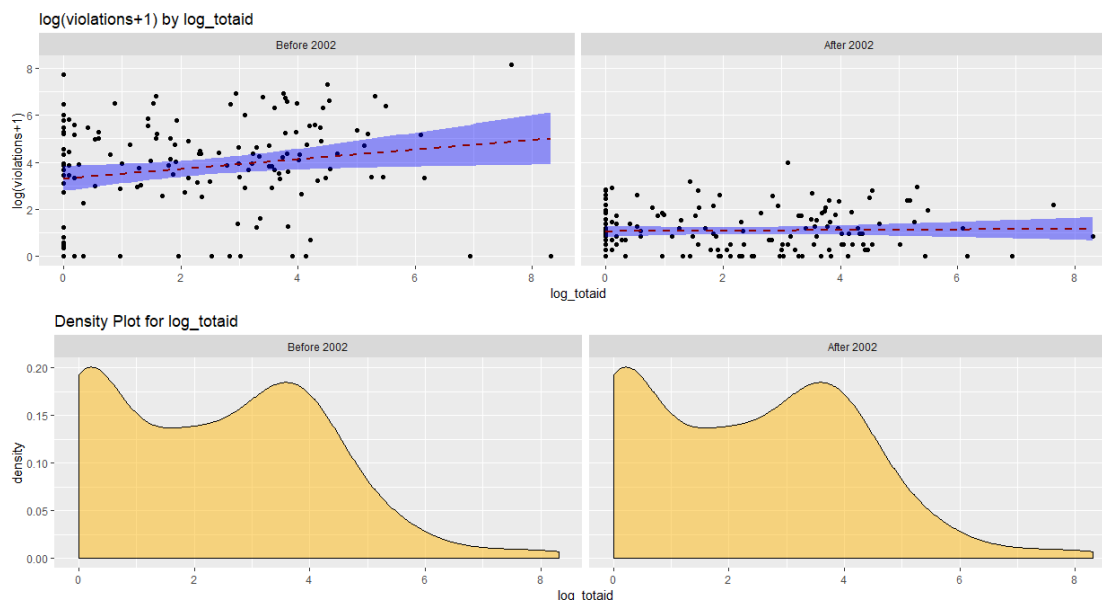 log(violations+1) by log_totaid
Before 2002
After 2002
8
6
4
2
0
log(violations+1)
0 2 4 6 8
0 2 4 6 8
log_totaid
Density Plot for log_totaid
Before 2002
After 2002
0.20
0.15
0.10
0.05
0.00
density
0 2 4 6 8
0 2 4 6 8
log_totaid